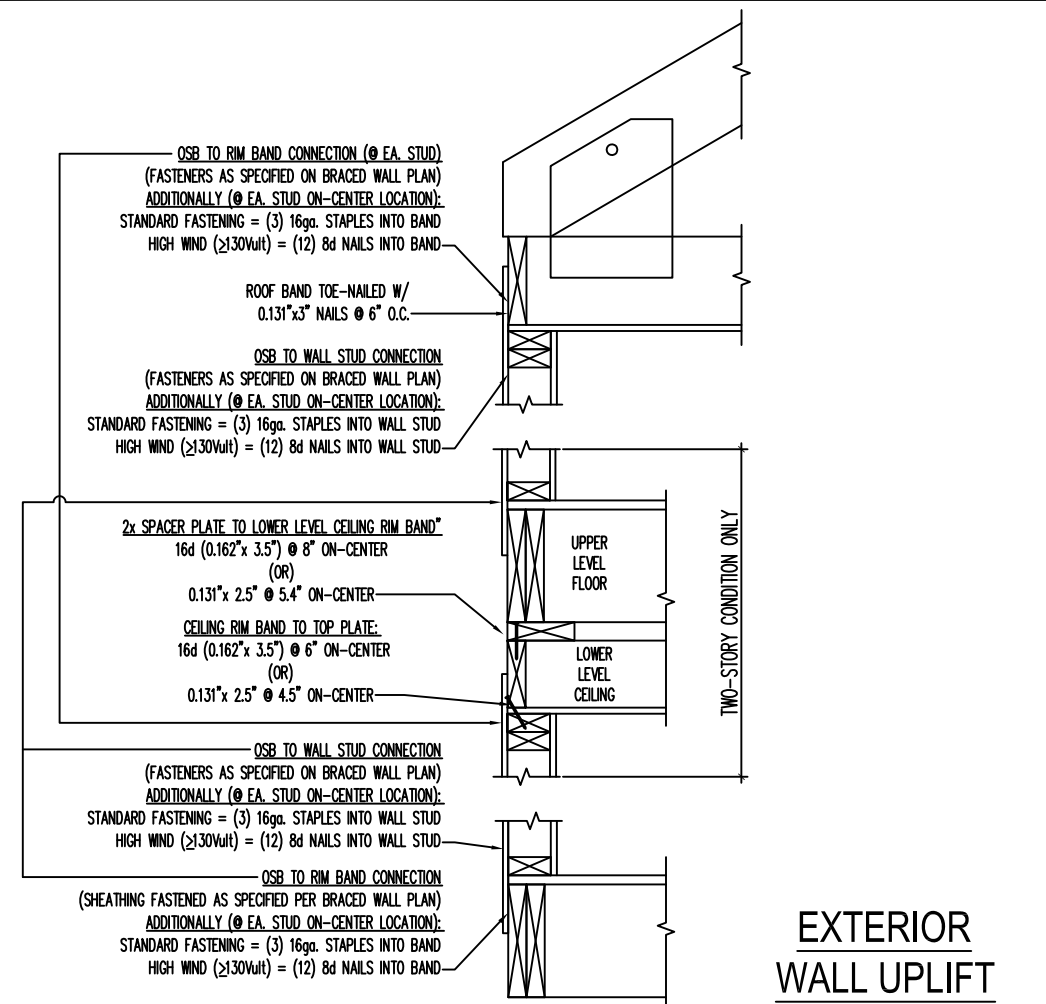 OSB TO RIM BAND CONNECTION (@ EA. STUD)
(FASTENERS AS SPECIFIED ON BRACED WALL PLAN)
ADDITIONALLY (@ EA. STUD ON-CENTER LOCATION):
STANDARD FASTENING = (3) 16ga. STAPLES INTO BAND
HIGH WIND (≥130Vult) = (12) 8d NAILS INTO BAND
ROOF BAND TOE-NAILED W/
0.131"x3" NAILS @ 6" O.C.
OSB TO WALL STUD CONNECTION
(FASTENERS AS SPECIFIED ON BRACED WALL PLAN)
ADDITIONALLY (@ EA. STUD ON-CENTER LOCATION):
STANDARD FASTENING = (3) 16ga. STAPLES INTO WALL STUD
HIGH WIND (≥130Vult) = (12) 8d NAILS INTO WALL STUD
2x SPACER PLATE TO LOWER LEVEL CEILING RIM BAND"
16d (0.162"x 3.5") @ 8" ON-CENTER
(OR)
0.131"x 2.5" @ 5.4" ON-CENTER
CEILING RIM BAND TO TOP PLATE:
16d (0.162"x 3.5") @ 6" ON-CENTER
(OR)
0.131"x 2.5" @ 4.5" ON-CENTER
UPPER
LEVEL
FLOOR
LOWER
LEVEL
CEILING
TWO-STORY CONDITION ONLY
OSB TO WALL STUD CONNECTION
(FASTENERS AS SPECIFIED ON BRACED WALL PLAN)
ADDITIONALLY (@ EA. STUD ON-CENTER LOCATION):
STANDARD FASTENING = (3) 16ga. STAPLES INTO WALL STUD
HIGH WIND (≥130Vult) = (12) 8d NAILS INTO WALL STUD
OSB TO RIM BAND CONNECTION
(SHEATHING FASTENED AS SPECIFIED PER BRACED WALL PLAN)
ADDITIONALLY (@ EA. STUD ON-CENTER LOCATION):
STANDARD FASTENING = (3) 16ga. STAPLES INTO BAND
HIGH WIND (≥130Vult) = (12) 8d NAILS INTO BAND
EXTERIOR
WALL UPLIFT